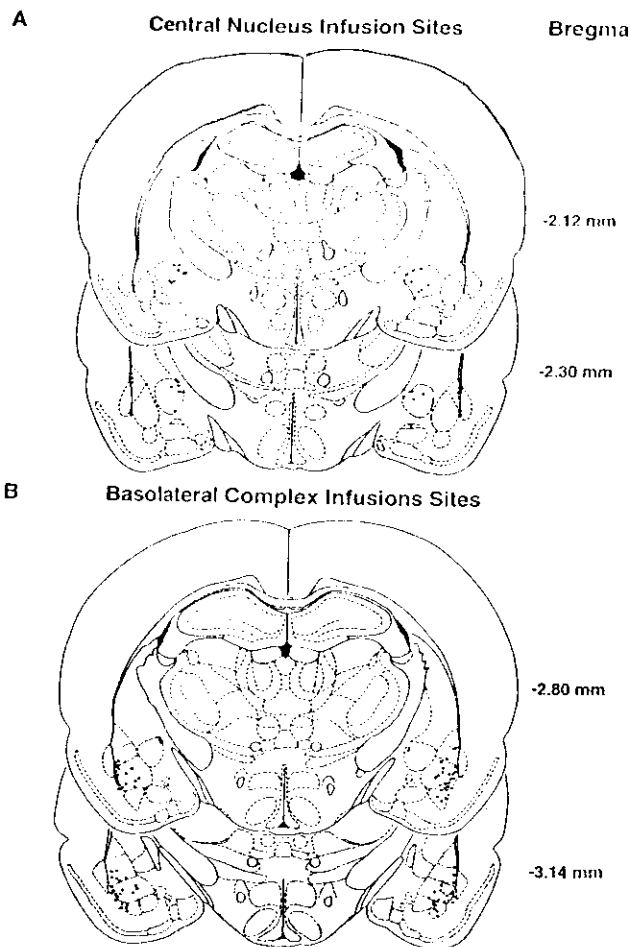 A
Central Nucleus Infusion Sites
Bregma
-2.12 mm
-2.30 mm
B
Basolateral Complex Infusions Sites
-2.80 mm
-3.14 mm